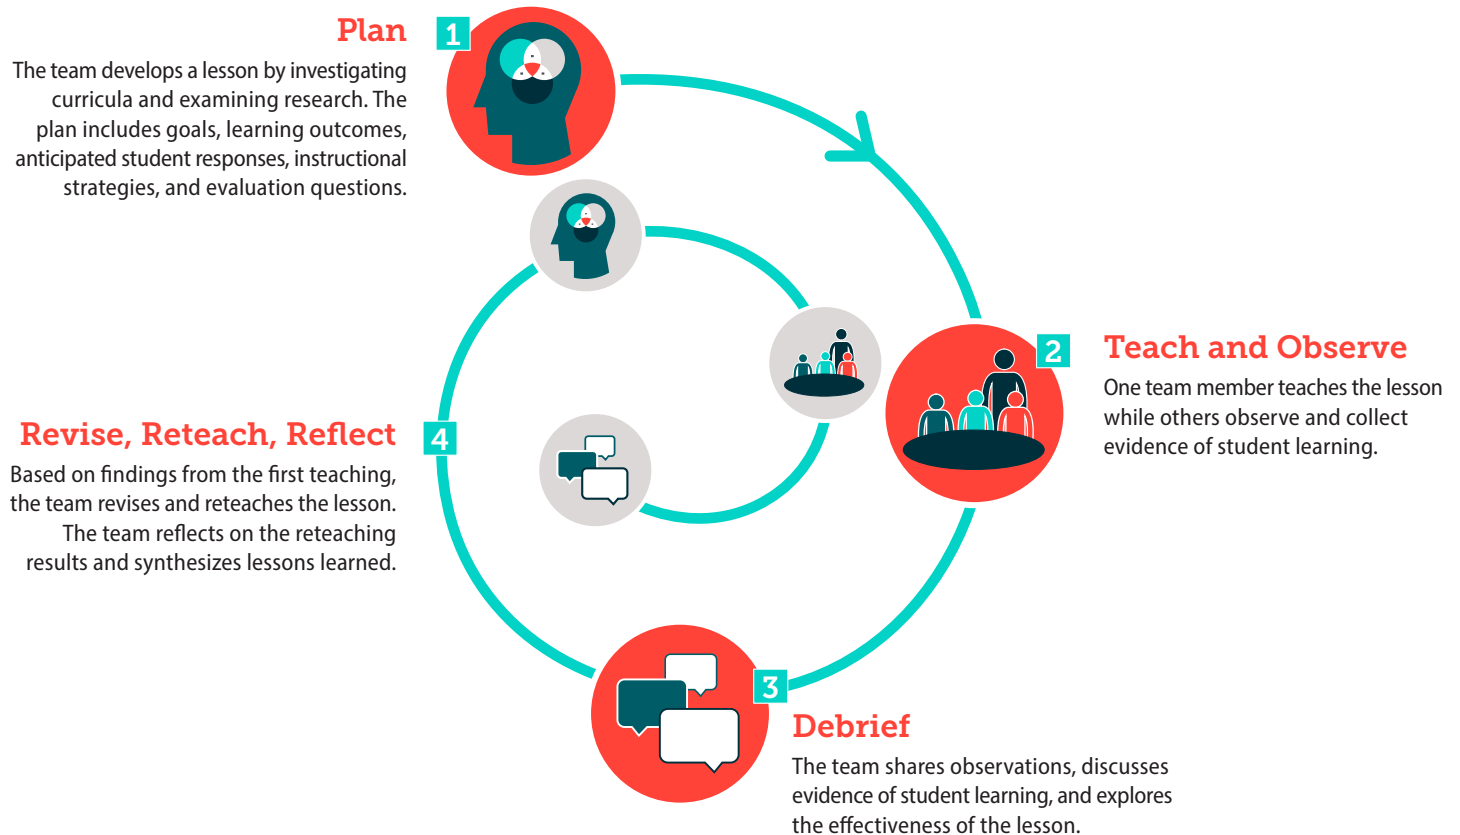 1
Plan
The team develops a lesson by investigating
curricula and examining research. The
plan includes goals, learning outcomes,
anticipated student responses, instructional
strategies, and evaluation questions.
2
Teach and Observe
One team member teaches the lesson
while others observe and collect
evidence of student learning.
3
Debrief
The team shares observations, discusses
evidence of student learning, and explores
the effectiveness of the lesson.
4
Revise, Reteach, Reflect
Based on findings from the first teaching,
the team revises and reteaches the lesson.
The team reflects on the reteaching
results and synthesizes lessons learned.